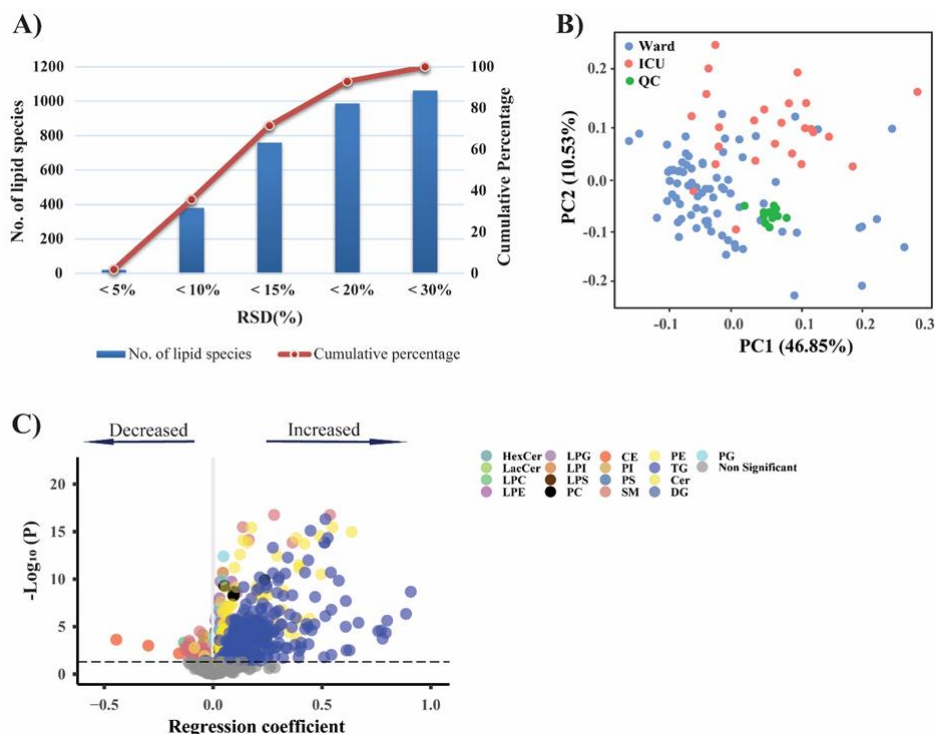 A)
1200
1000
800
600
400
200
0
No. of lipid species
100
80
60
40
20
0
Cumulative Percentage
< 5%
< 10%
< 15%
< 20%
< 30%
RSD(%)
No. of lipid species
Cumulative percentage
B)
Ward
ICU
QC
0.2
0.1
0.0
-0.1
-0.2
PC2 (10.53%)
-0.1
0.0
0.1
0.2
0.3
PC1 (46.85%)
C)
Decreased
Increased
20
15
10
5
0
-Log₁₀ (P)
−0.5
0.0
0.5
1.0
Regression coefficient
HexCer
LacCer
LPC
LPE
LPG
LPI
LPS
PC
CE
PI
PS
SM
PE
TG
Cer
DG
PG
Non Significant